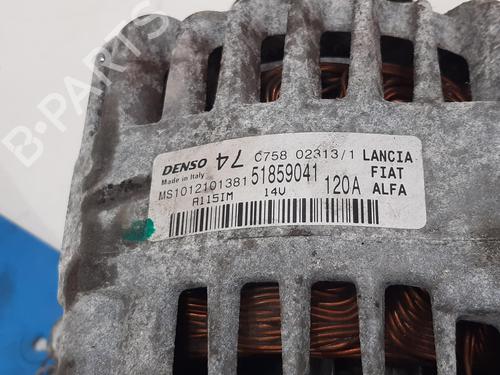 B-PARTS
DENSO 74 C758 02313/1 LANCIA
Made in Italy FIAT
MS1012101381 51859041 120A ALFA
A115IM 14V